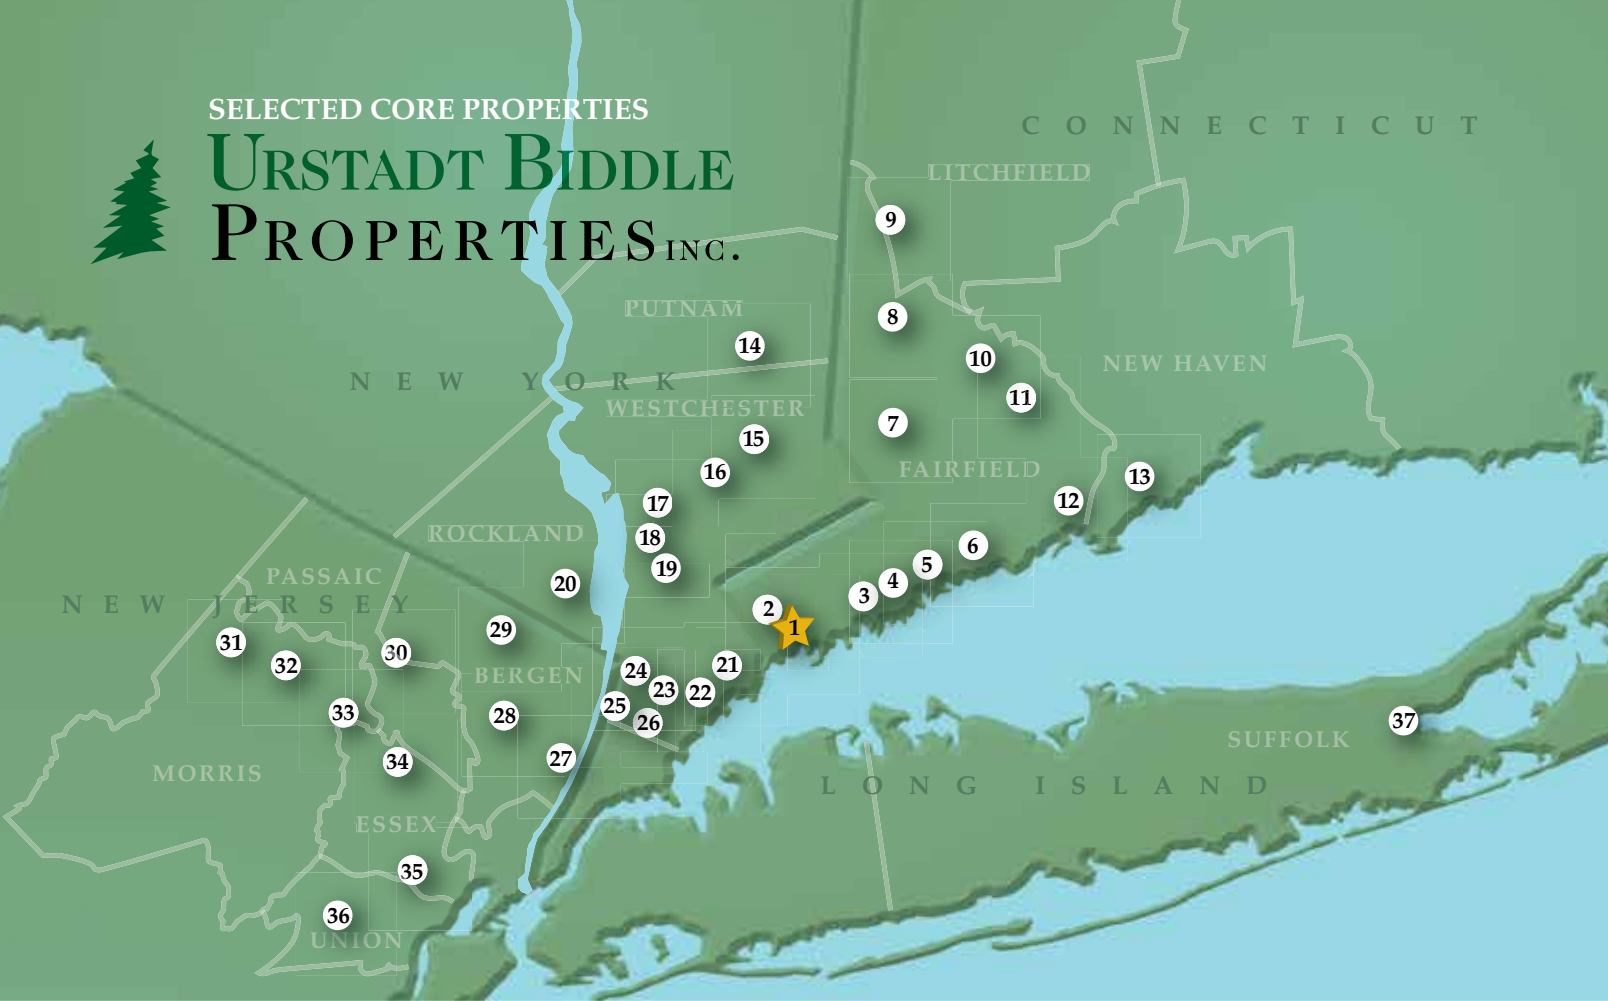 SELECTED CORE PROPERTIES
URSTADT BIDDLE
PROPERTIES INC.
CONNECTICUT
LITCHFIELD
9
PUTNAM
8
14
10
NEW HAVEN
NEW YORK
WESTCHESTER
11
7
15
FAIRFIELD
16
13
12
17
ROCKLAND
18
6
5
19
PASSAIC
20
4
3
NEW JERSEY
2
1
29
31
30
32
21
24
BERGEN
23
22
25
33
28
26
37
SUFFOLK
27
34
MORRIS
LONG ISLAND
ESSEX
35
36
UNION